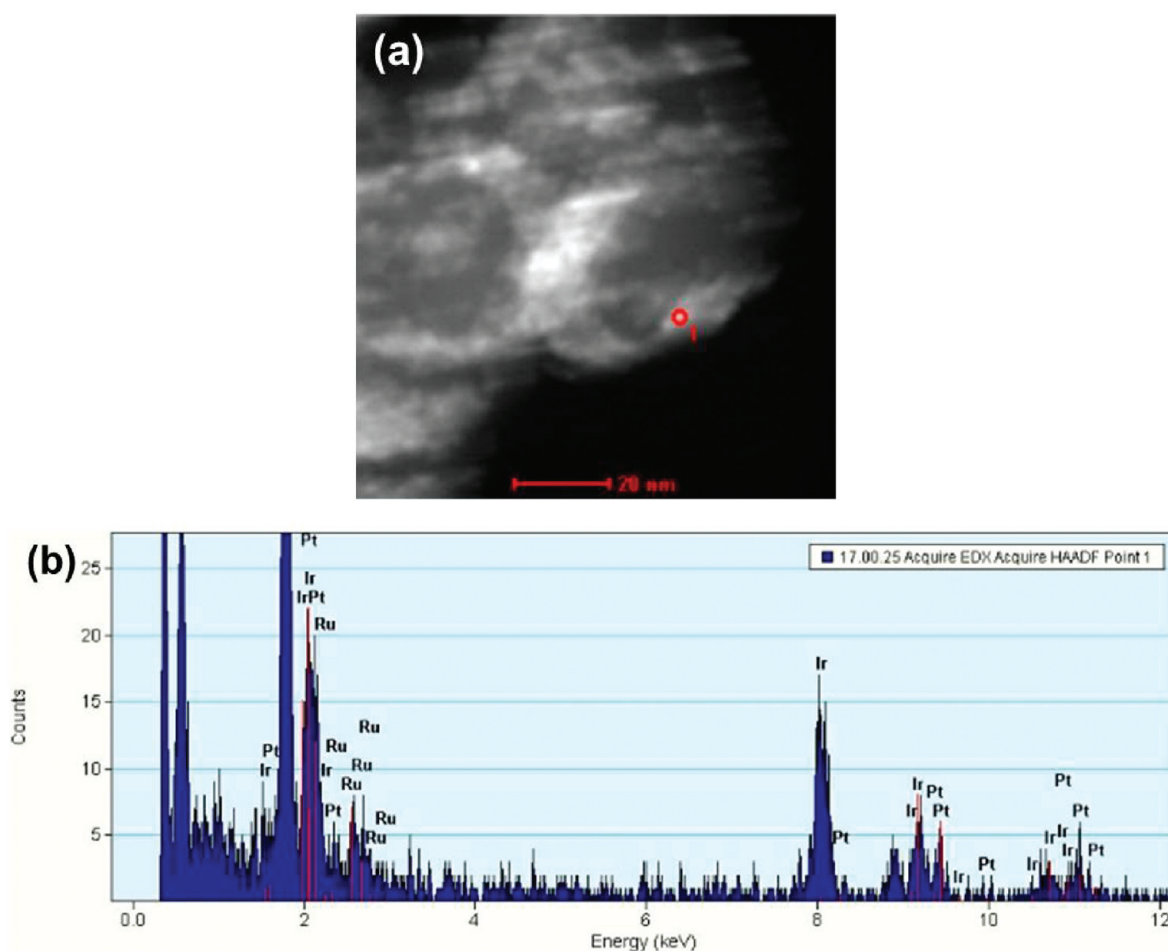 (a)
1
20 nm
(b)
17.00.25 Acquire EDX Acquire HAADF Point 1
Counts
25
20
15
10
5
Pt
Ir
IrPt
Ru
Pt
Ir
Ru
Ru
Ir
Ru
Ru
Pt
Ru
Ru
Ir
Pt
Ir
Pt
Ir
Pt
Ir
Pt
Pt
Pt
Ir
Ir
Ir
Ir
Pt
0.0
2
4
6
8
10
12
Energy (keV)